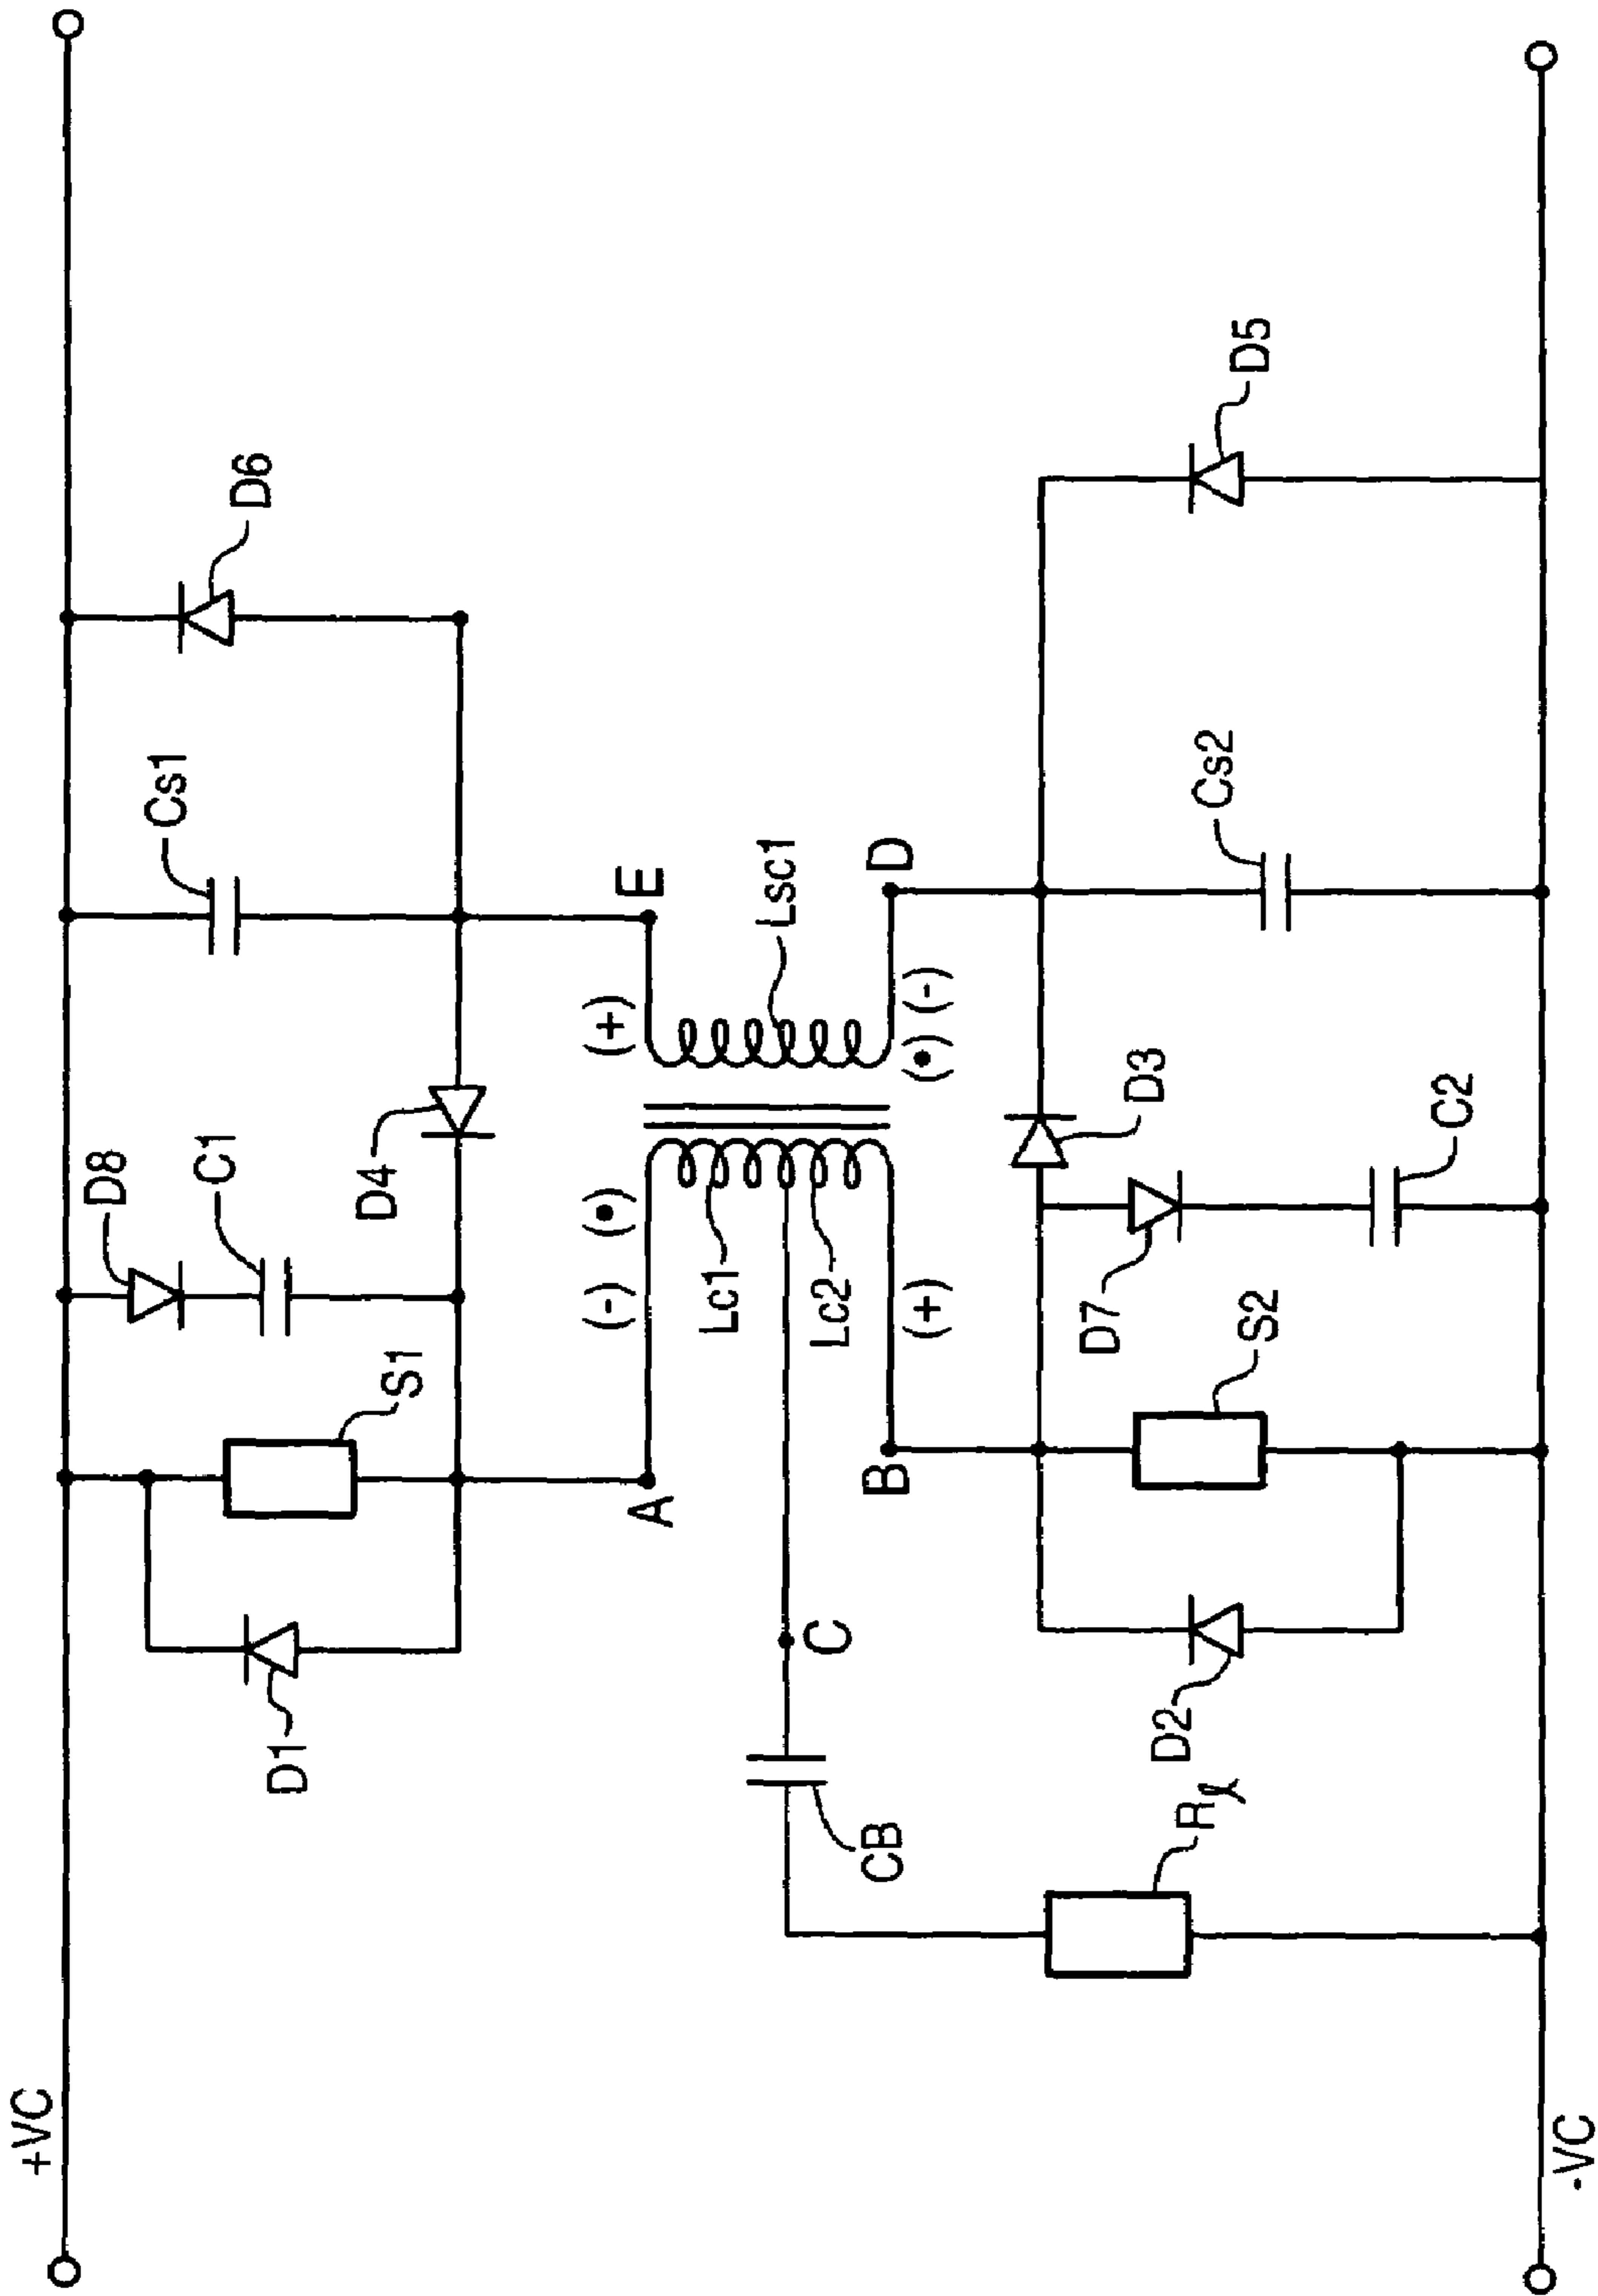 +VC
D1
S1
D8
C1
D4
Cs1
D6
A
(-)
(•)
Lc1
Lc2
(+)
B
C
CB
(+)
E
Lsc1
D
(•)
(-)
Rℓ
D2
S2
D7
C2
D3
Cs2
D5
-VC